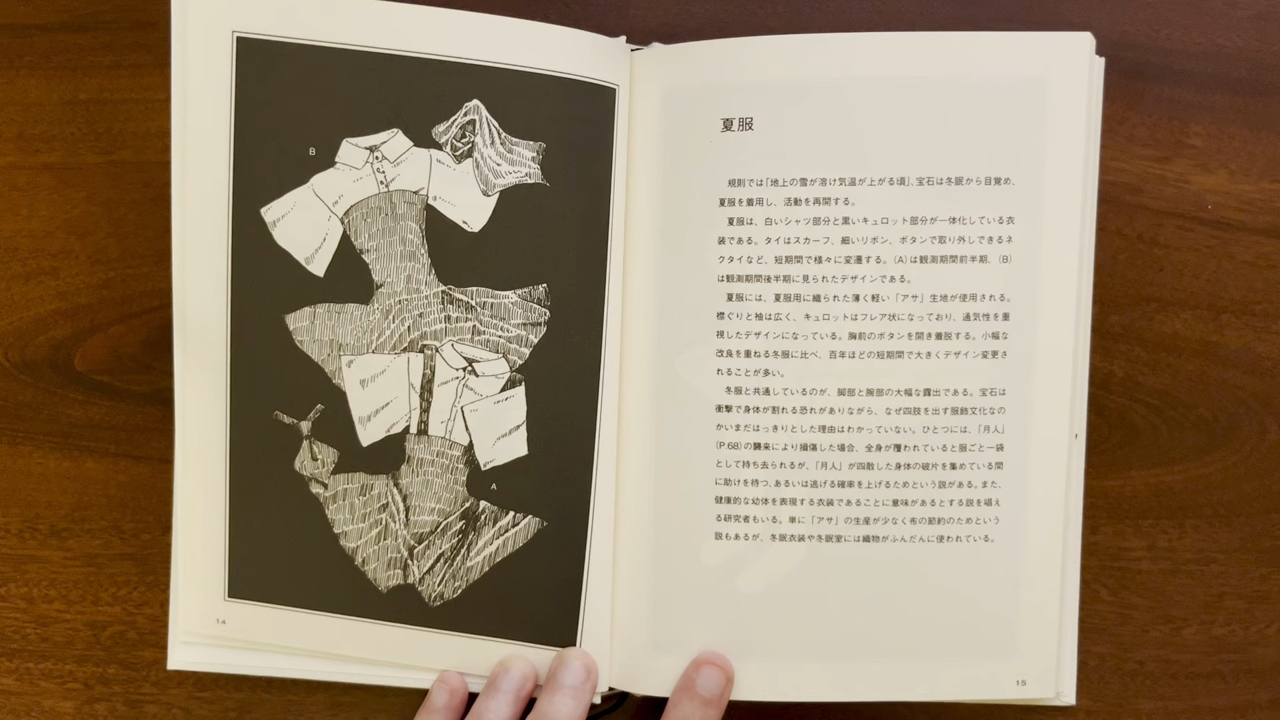 B
A
14
夏服
規則では「地上の雪が溶け気温が上がる頃」、宝石は冬眠から目覚め、
夏服を着用し、活動を再開する。
夏服は、白いシャツ部分と黒いキュロット部分が一体化している衣
装である。タイはスカーフ、細いリボン、ボタンで取り外しできるネ
クタイなど、短期間で様々に変遷する。(A)は観測期間前半期、(B)
は観測期間後半期に見られたデザインである。
夏服には、夏服用に織られた薄く軽い「アサ」生地が使用される。
襟ぐりと袖は広く、キュロットはフレア状になっており、通気性を重
視したデザインになっている。胸前のボタンを開き着脱する。小幅な
改良を重ねる冬服に比べ、百年ほどの短期間で大きくデザイン変更さ
れることが多い。
冬服と共通しているのが、脚部と腕部の大幅な露出である。宝石は
衝撃で身体が割れる恐れがありながら、なぜ四肢を出す服飾文化なの
かいまだはっきりとした理由はわかっていない。ひとつには、「月人」
(P.68)の襲来により損傷した場合、全身が覆われていると服ごと一袋
として持ち去られるが、「月人」が四散した身体の破片を集めている間
に助けを待つ、あるいは逃げる確率を上げるためという説がある。また、
健康的な幼体を表現する衣装であることに意味があるとする説を唱え
る研究者もいる。単に「アサ」の生産が少なく布の節約のためという
説もあるが、冬眠衣装や冬眠室には織物がふんだんに使われている。
15